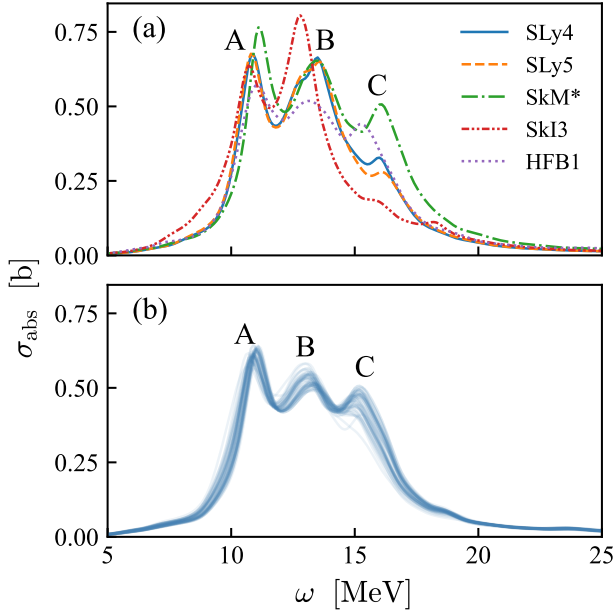 (a)
A
B
C
SLy4
SLy5
SkM*
SkI3
HFB1
0.75
0.50
0.25
0.00
(b)
A
B
C
0.75
0.50
0.25
0.00
5
10
15
20
25
σabs [b]
ω [MeV]